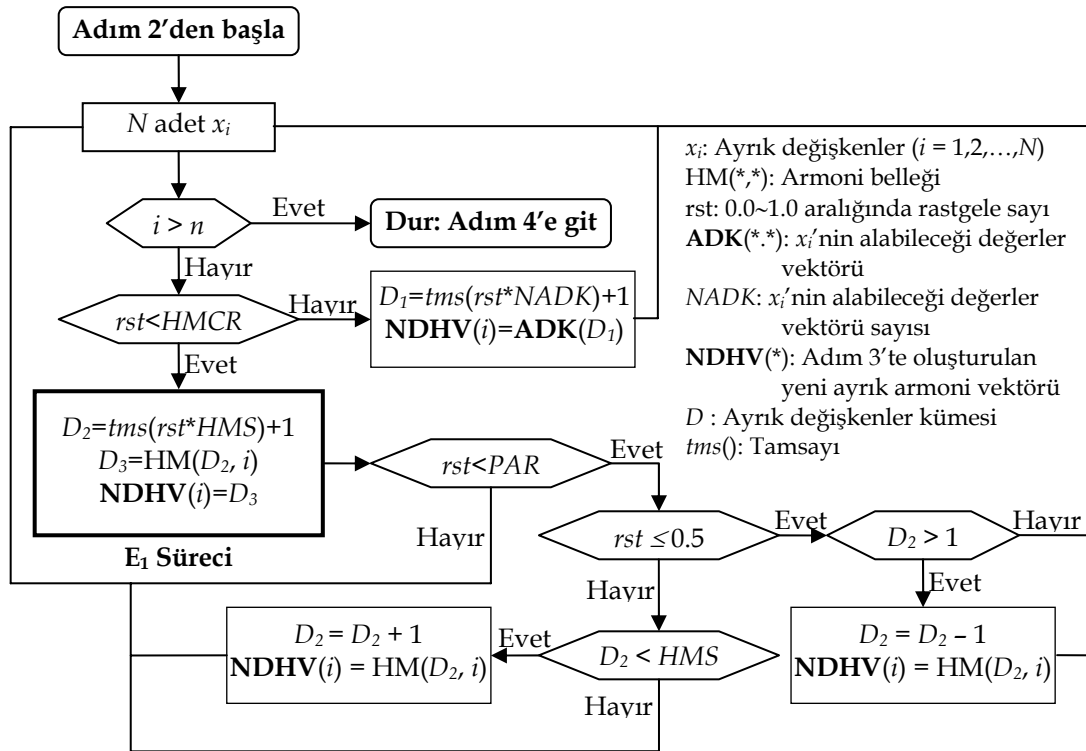 Adım 2’den başla
N adet xᵢ
i > n
Evet
Dur: Adım 4’e git
Hayır
rst<HMCR
Hayır
D₁=tms(rst*NADK)+1
NDHV(i)=ADK(D₁)
Evet
D₂=tms(rst*HMS)+1
D₃=HM(D₂, i)
NDHV(i)=D₃
E₁ Süreci
rst<PAR
Evet
Hayır
rst ≤0.5
Evet
D₂ > 1
Hayır
Hayır
Evet
D₂ < HMS
Evet
D₂ = D₂ + 1
NDHV(i) = HM(D₂, i)
Hayır
D₂ = D₂ – 1
NDHV(i) = HM(D₂, i)
xᵢ: Ayrık değişkenler (i = 1,2,…,N)
HM(*,*): Armoni belleği
rst: 0.0~1.0 aralığında rastgele sayı
ADK(*.*): xᵢ’nin alabileceği değerler
vektörü
NADK: xᵢ’nin alabileceği değerler
vektörü sayısı
NDHV(*): Adım 3’te oluşturulan
yeni ayrık armoni vektörü
D : Ayrık değişkenler kümesi
tms(): Tamsayı